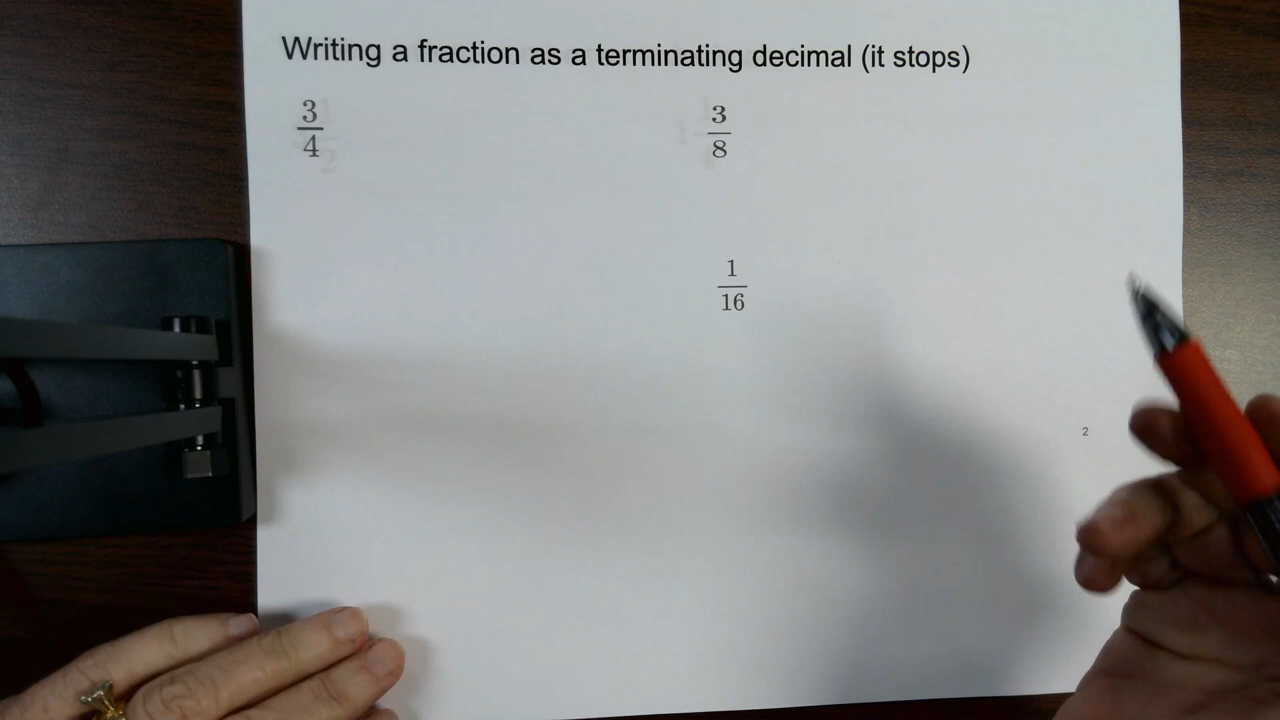 Writing a fraction as a terminating decimal (it stops)
3/4
3/8
1/16
2